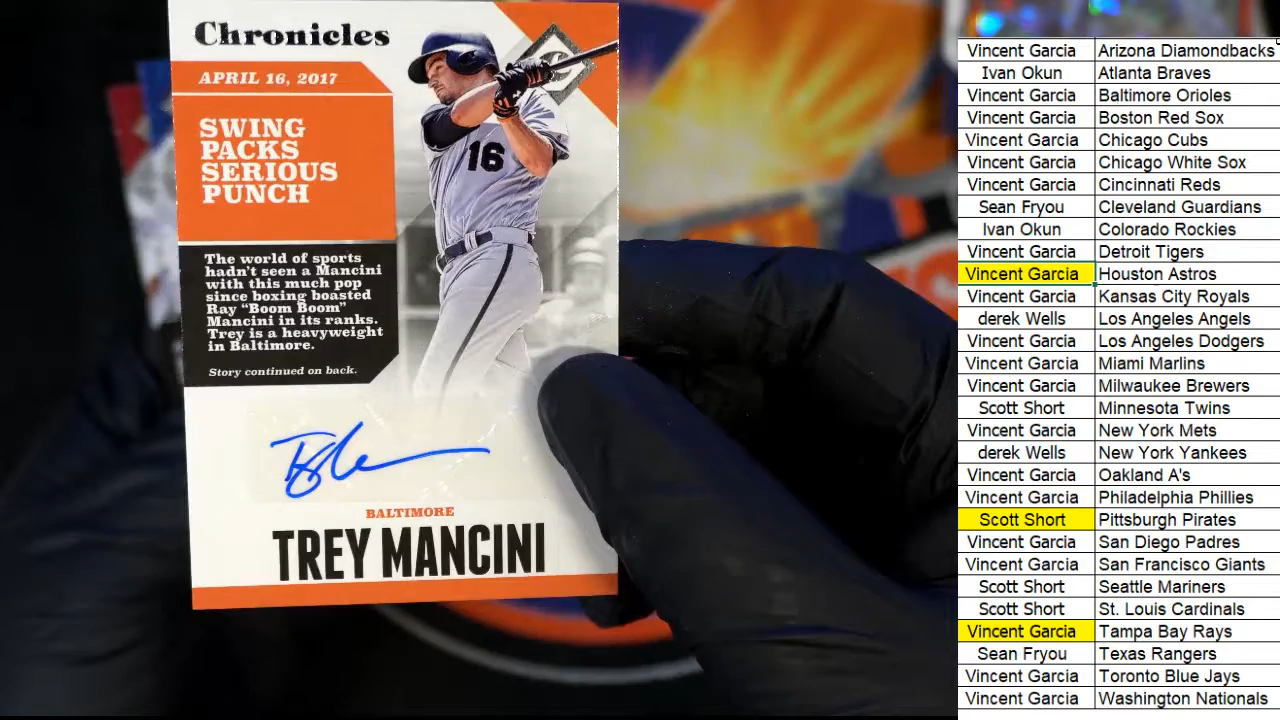 Chronicles
APRIL 16, 2017
SWING
PACKS
SERIOUS
PUNCH
The world of sports
hadn't seen a Mancini
with this much pop
since boxing boasted
Ray "Boom Boom"
Mancini in its ranks.
Trey is a heavyweight
in Baltimore.
Story continued on back.
16
BALTIMORE
TREY MANCINI
Vincent Garcia Arizona Diamondbacks
Ivan Okun Atlanta Braves
Vincent Garcia Baltimore Orioles
Vincent Garcia Boston Red Sox
Vincent Garcia Chicago Cubs
Vincent Garcia Chicago White Sox
Vincent Garcia Cincinnati Reds
Sean Fryou Cleveland Guardians
Ivan Okun Colorado Rockies
Vincent Garcia Detroit Tigers
Vincent Garcia Houston Astros
Vincent Garcia Kansas City Royals
derek Wells Los Angeles Angels
Vincent Garcia Los Angeles Dodgers
Vincent Garcia Miami Marlins
Vincent Garcia Milwaukee Brewers
Scott Short Minnesota Twins
Vincent Garcia New York Mets
derek Wells New York Yankees
Vincent Garcia Oakland A's
Vincent Garcia Philadelphia Phillies
Scott Short Pittsburgh Pirates
Vincent Garcia San Diego Padres
Vincent Garcia San Francisco Giants
Scott Short Seattle Mariners
Scott Short St. Louis Cardinals
Vincent Garcia Tampa Bay Rays
Sean Fryou Texas Rangers
Vincent Garcia Toronto Blue Jays
Vincent Garcia Washington Nationals